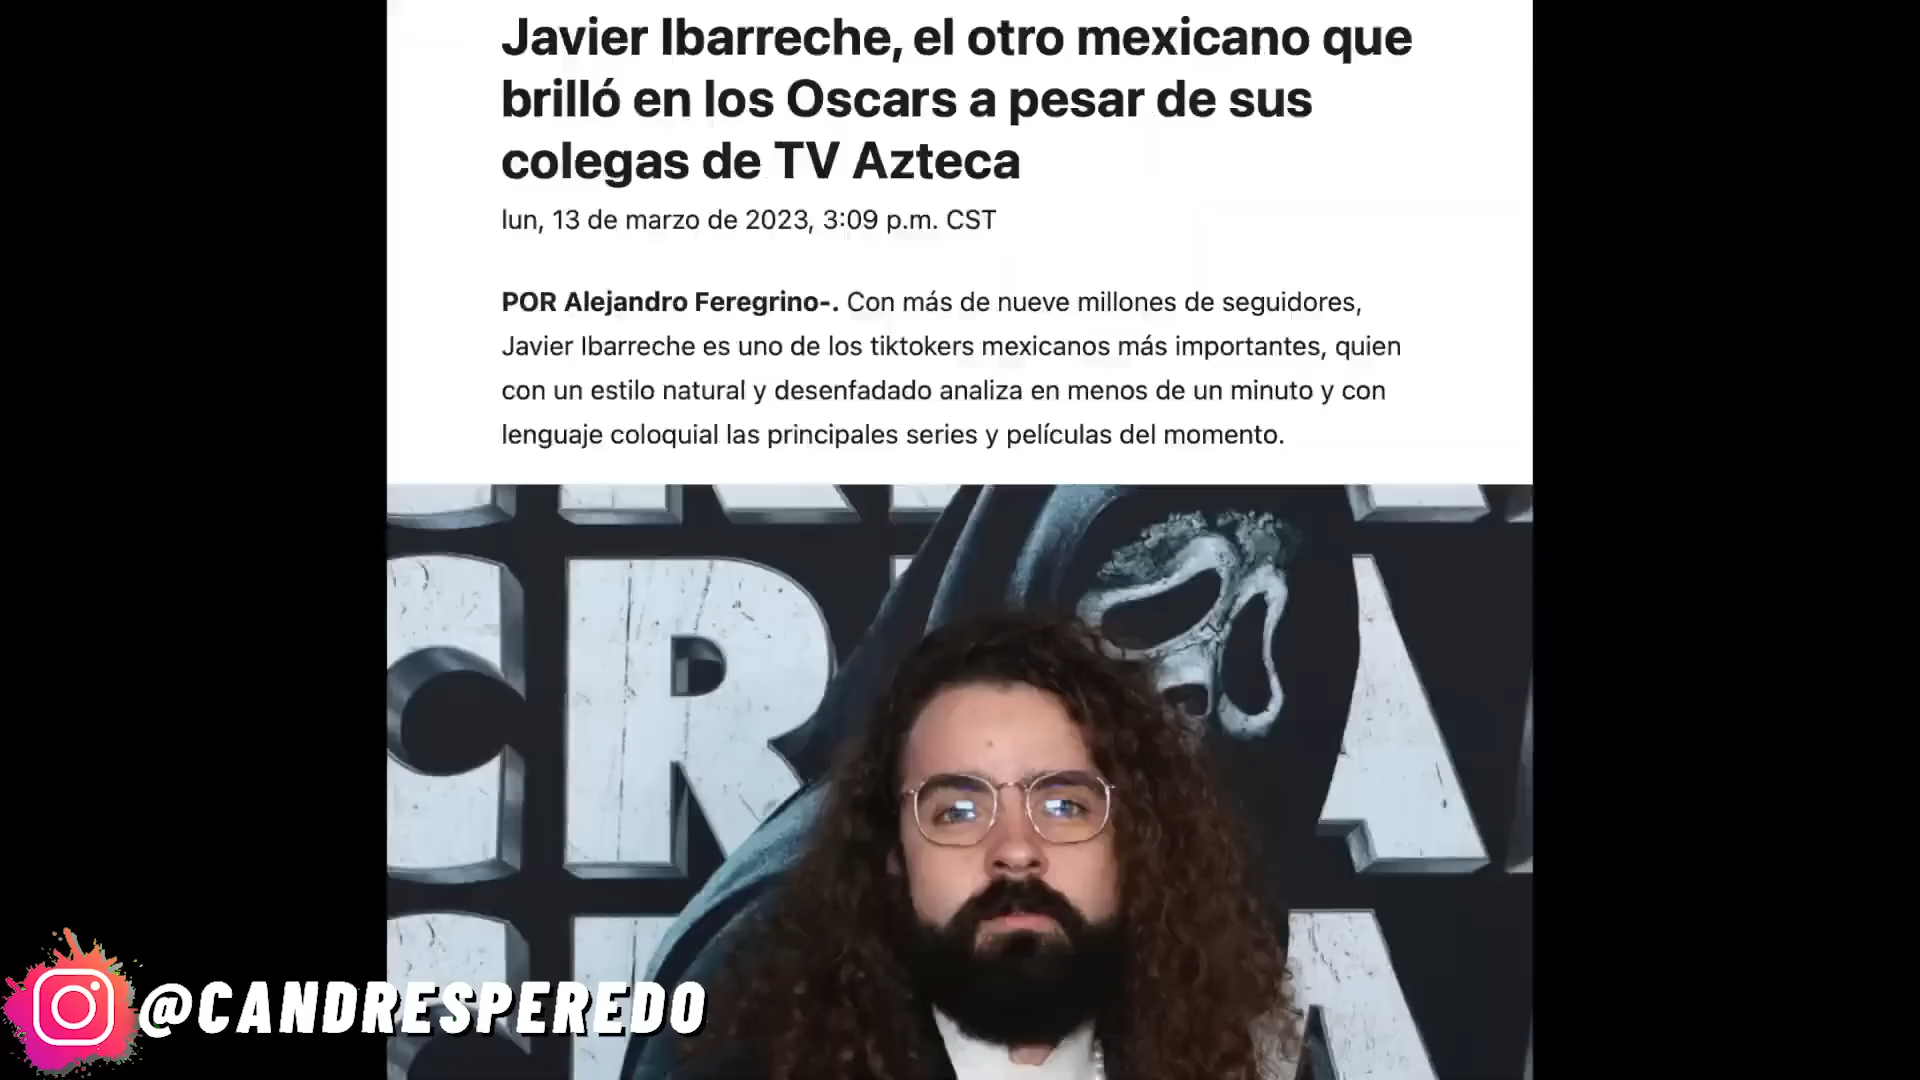 Javier Ibarreche, el otro mexicano que
brilló en los Oscars a pesar de sus
colegas de TV Azteca
lun, 13 de marzo de 2023, 3:09 p.m. CST
POR Alejandro Feregrino-. Con más de nueve millones de seguidores,
Javier Ibarreche es uno de los tiktokers mexicanos más importantes, quien
con un estilo natural y desenfadado analiza en menos de un minuto y con
lenguaje coloquial las principales series y películas del momento.
CR A
@CANDRESPEREDO